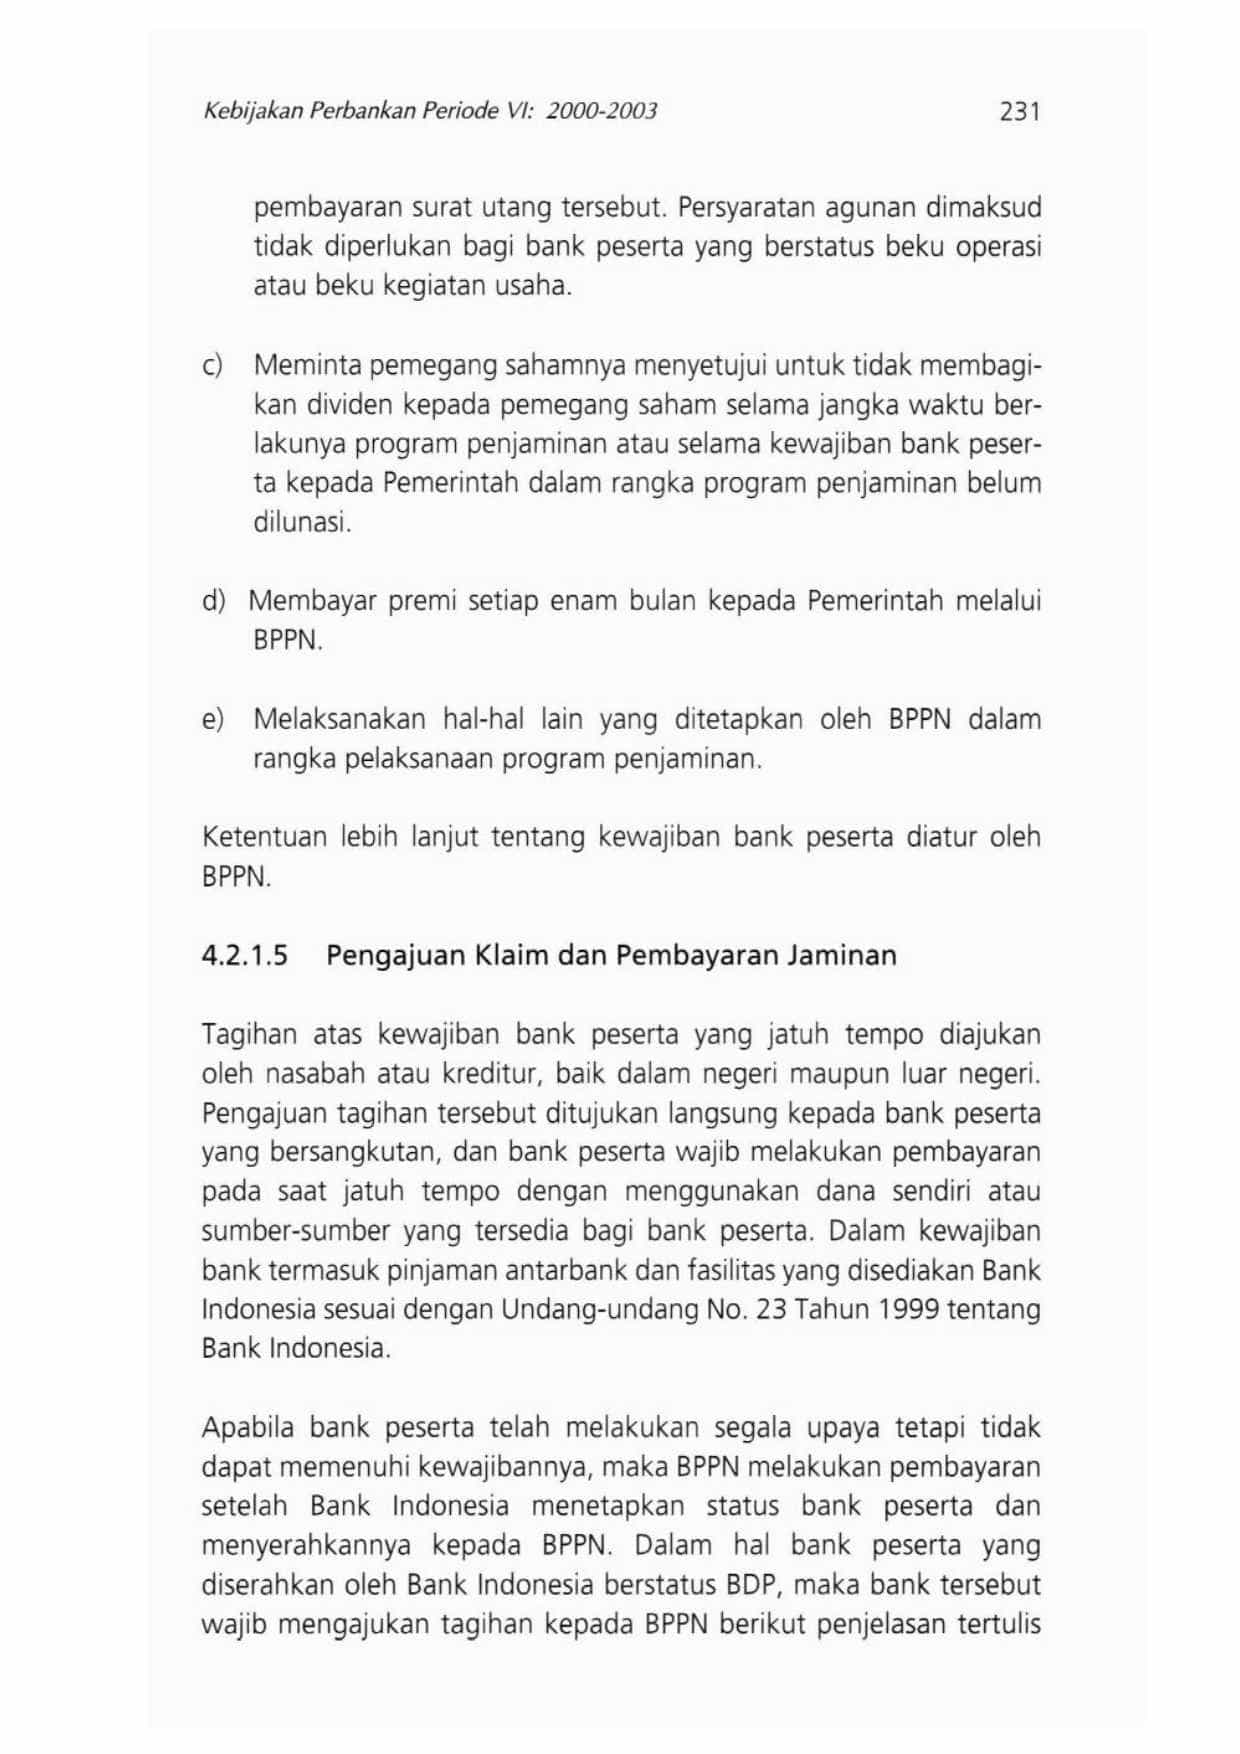 Kebijakan Perbankan Periode VI: 2000-2003 231
pembayaran surat utang tersebut. Persyaratan agunan dimaksud
tidak diperlukan bagi bank peserta yang berstatus beku operasi
atau beku kegiatan usaha.
c) Meminta pemegang sahamnya menyetujui untuk tidak membagi-
kan dividen kepada pemegang saham selama jangka waktu ber-
lakunya program penjaminan atau selama kewajiban bank peser-
ta kepada Pemerintah dalam rangka program penjaminan belum
dilunasi.
d) Membayar premi setiap enam bulan kepada Pemerintah melalui
BPPN.
e) Melaksanakan hal-hal lain yang ditetapkan oleh BPPN dalam
rangka pelaksanaan program penjaminan.
Ketentuan lebih lanjut tentang kewajiban bank peserta diatur oleh
BPPN.
4.2.1.5 Pengajuan Klaim dan Pembayaran Jaminan
Tagihan atas kewajiban bank peserta yang jatuh tempo diajukan
oleh nasabah atau kreditur, baik dalam negeri maupun luar negeri.
Pengajuan tagihan tersebut ditujukan langsung kepada bank peserta
yang bersangkutan, dan bank peserta wajib melakukan pembayaran
pada saat jatuh tempo dengan menggunakan dana sendiri atau
sumber-sumber yang tersedia bagi bank peserta. Dalam kewajiban
bank termasuk pinjaman antarbank dan fasilitas yang disediakan Bank
Indonesia sesuai dengan Undang-undang No. 23 Tahun 1999 tentang
Bank Indonesia.
Apabila bank peserta telah melakukan segala upaya tetapi tidak
dapat memenuhi kewajibannya, maka BPPN melakukan pembayaran
setelah Bank Indonesia menetapkan status bank peserta dan
menyerahkannya kepada BPPN. Dalam hal bank peserta yang
diserahkan oleh Bank Indonesia berstatus BDP, maka bank tersebut
wajib mengajukan tagihan kepada BPPN berikut penjelasan tertulis